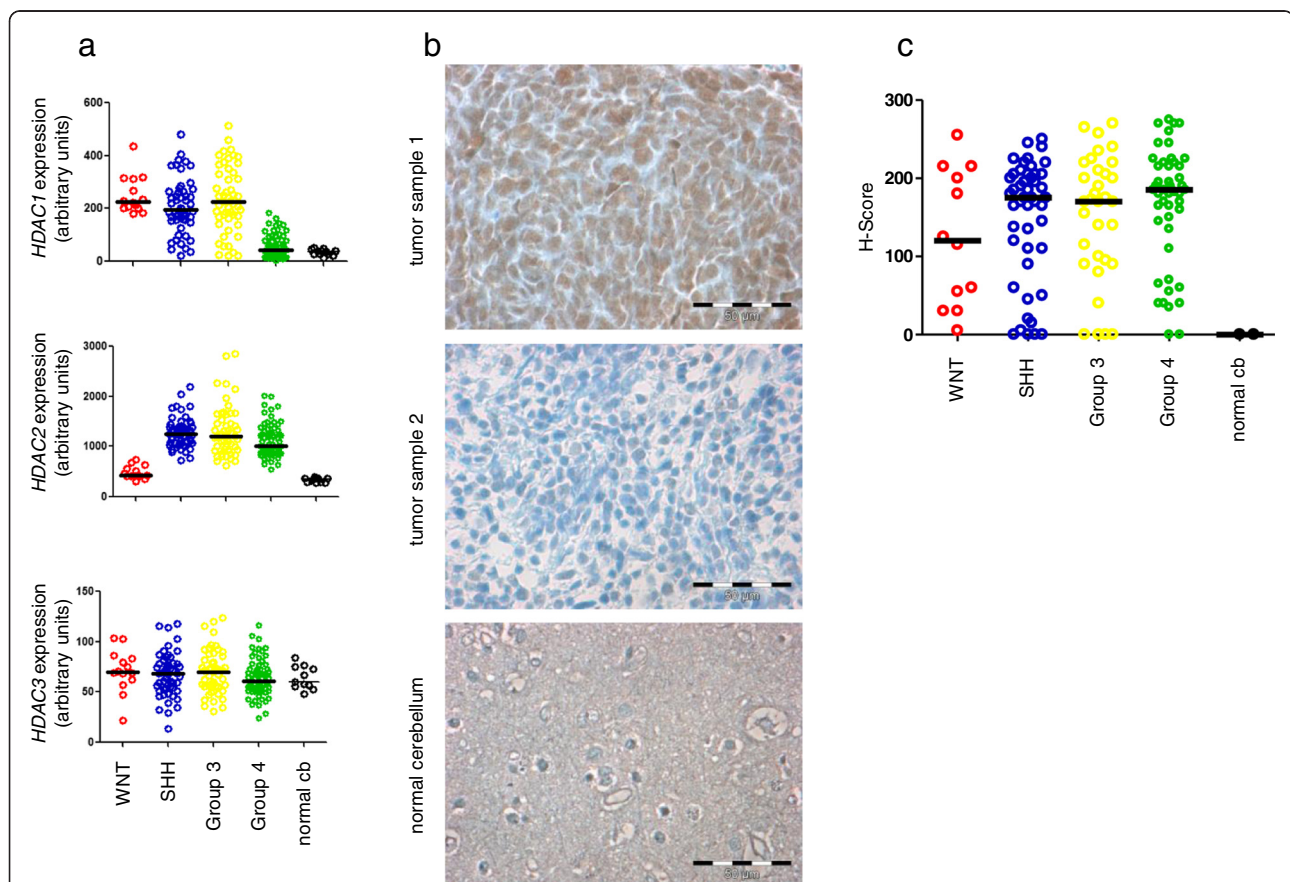 a
b
c
HDAC1 expression
(arbitrary units)
600
400
200
0
HDAC2 expression
(arbitrary units)
3000
2000
1000
0
HDAC3 expression
(arbitrary units)
150
100
50
0
WNT
SHH
Group 3
Group 4
normal cb
tumor sample 1
50 µm
tumor sample 2
50 µm
normal cerebellum
50 µm
H-Score
300
200
100
0
WNT
SHH
Group 3
Group 4
normal cb